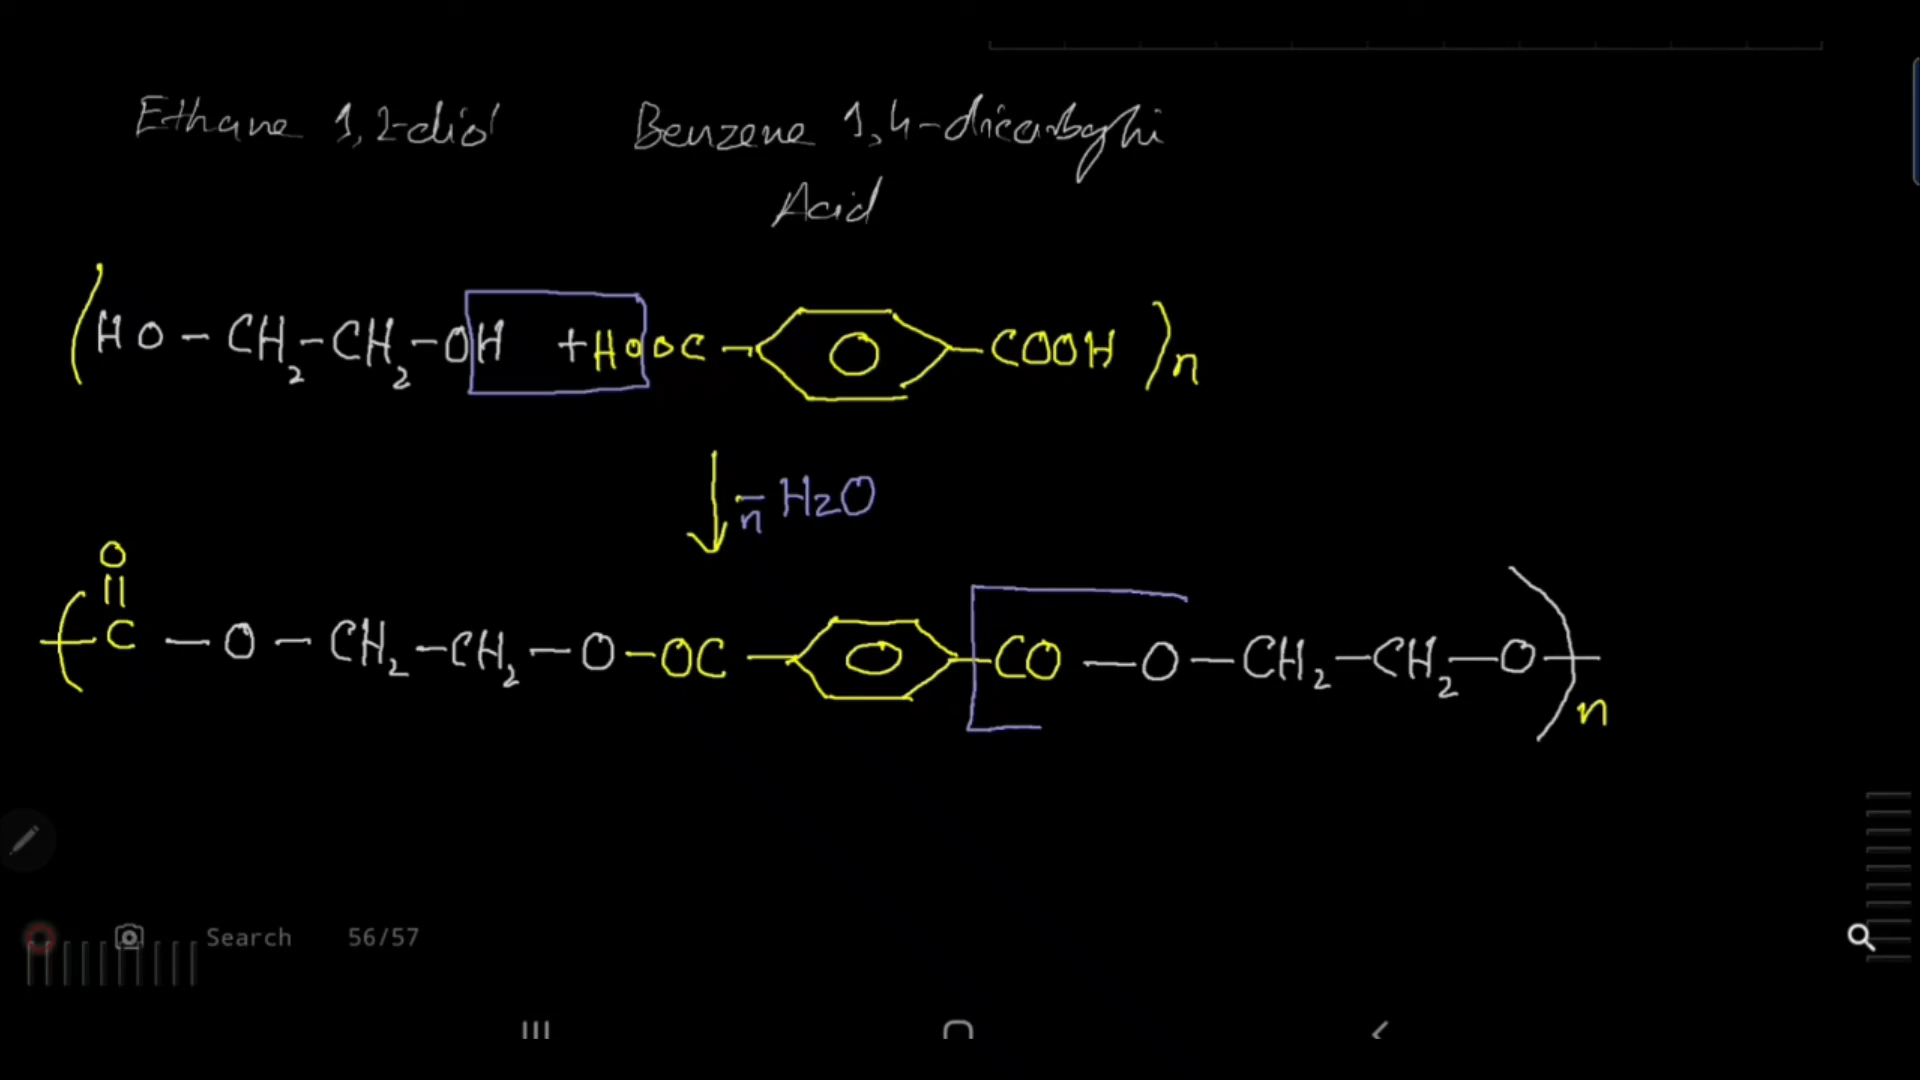 Ethane 1,2-diol Benzene 1,4-dicarboxylic
Acid
(HO-CH₂-CH₂-OH +HOOC--COOH)n
-nH₂O
O
(C-O-CH₂-CH₂-O-OC--CO-O-CH₂-CH₂-O)n
Search 56/57